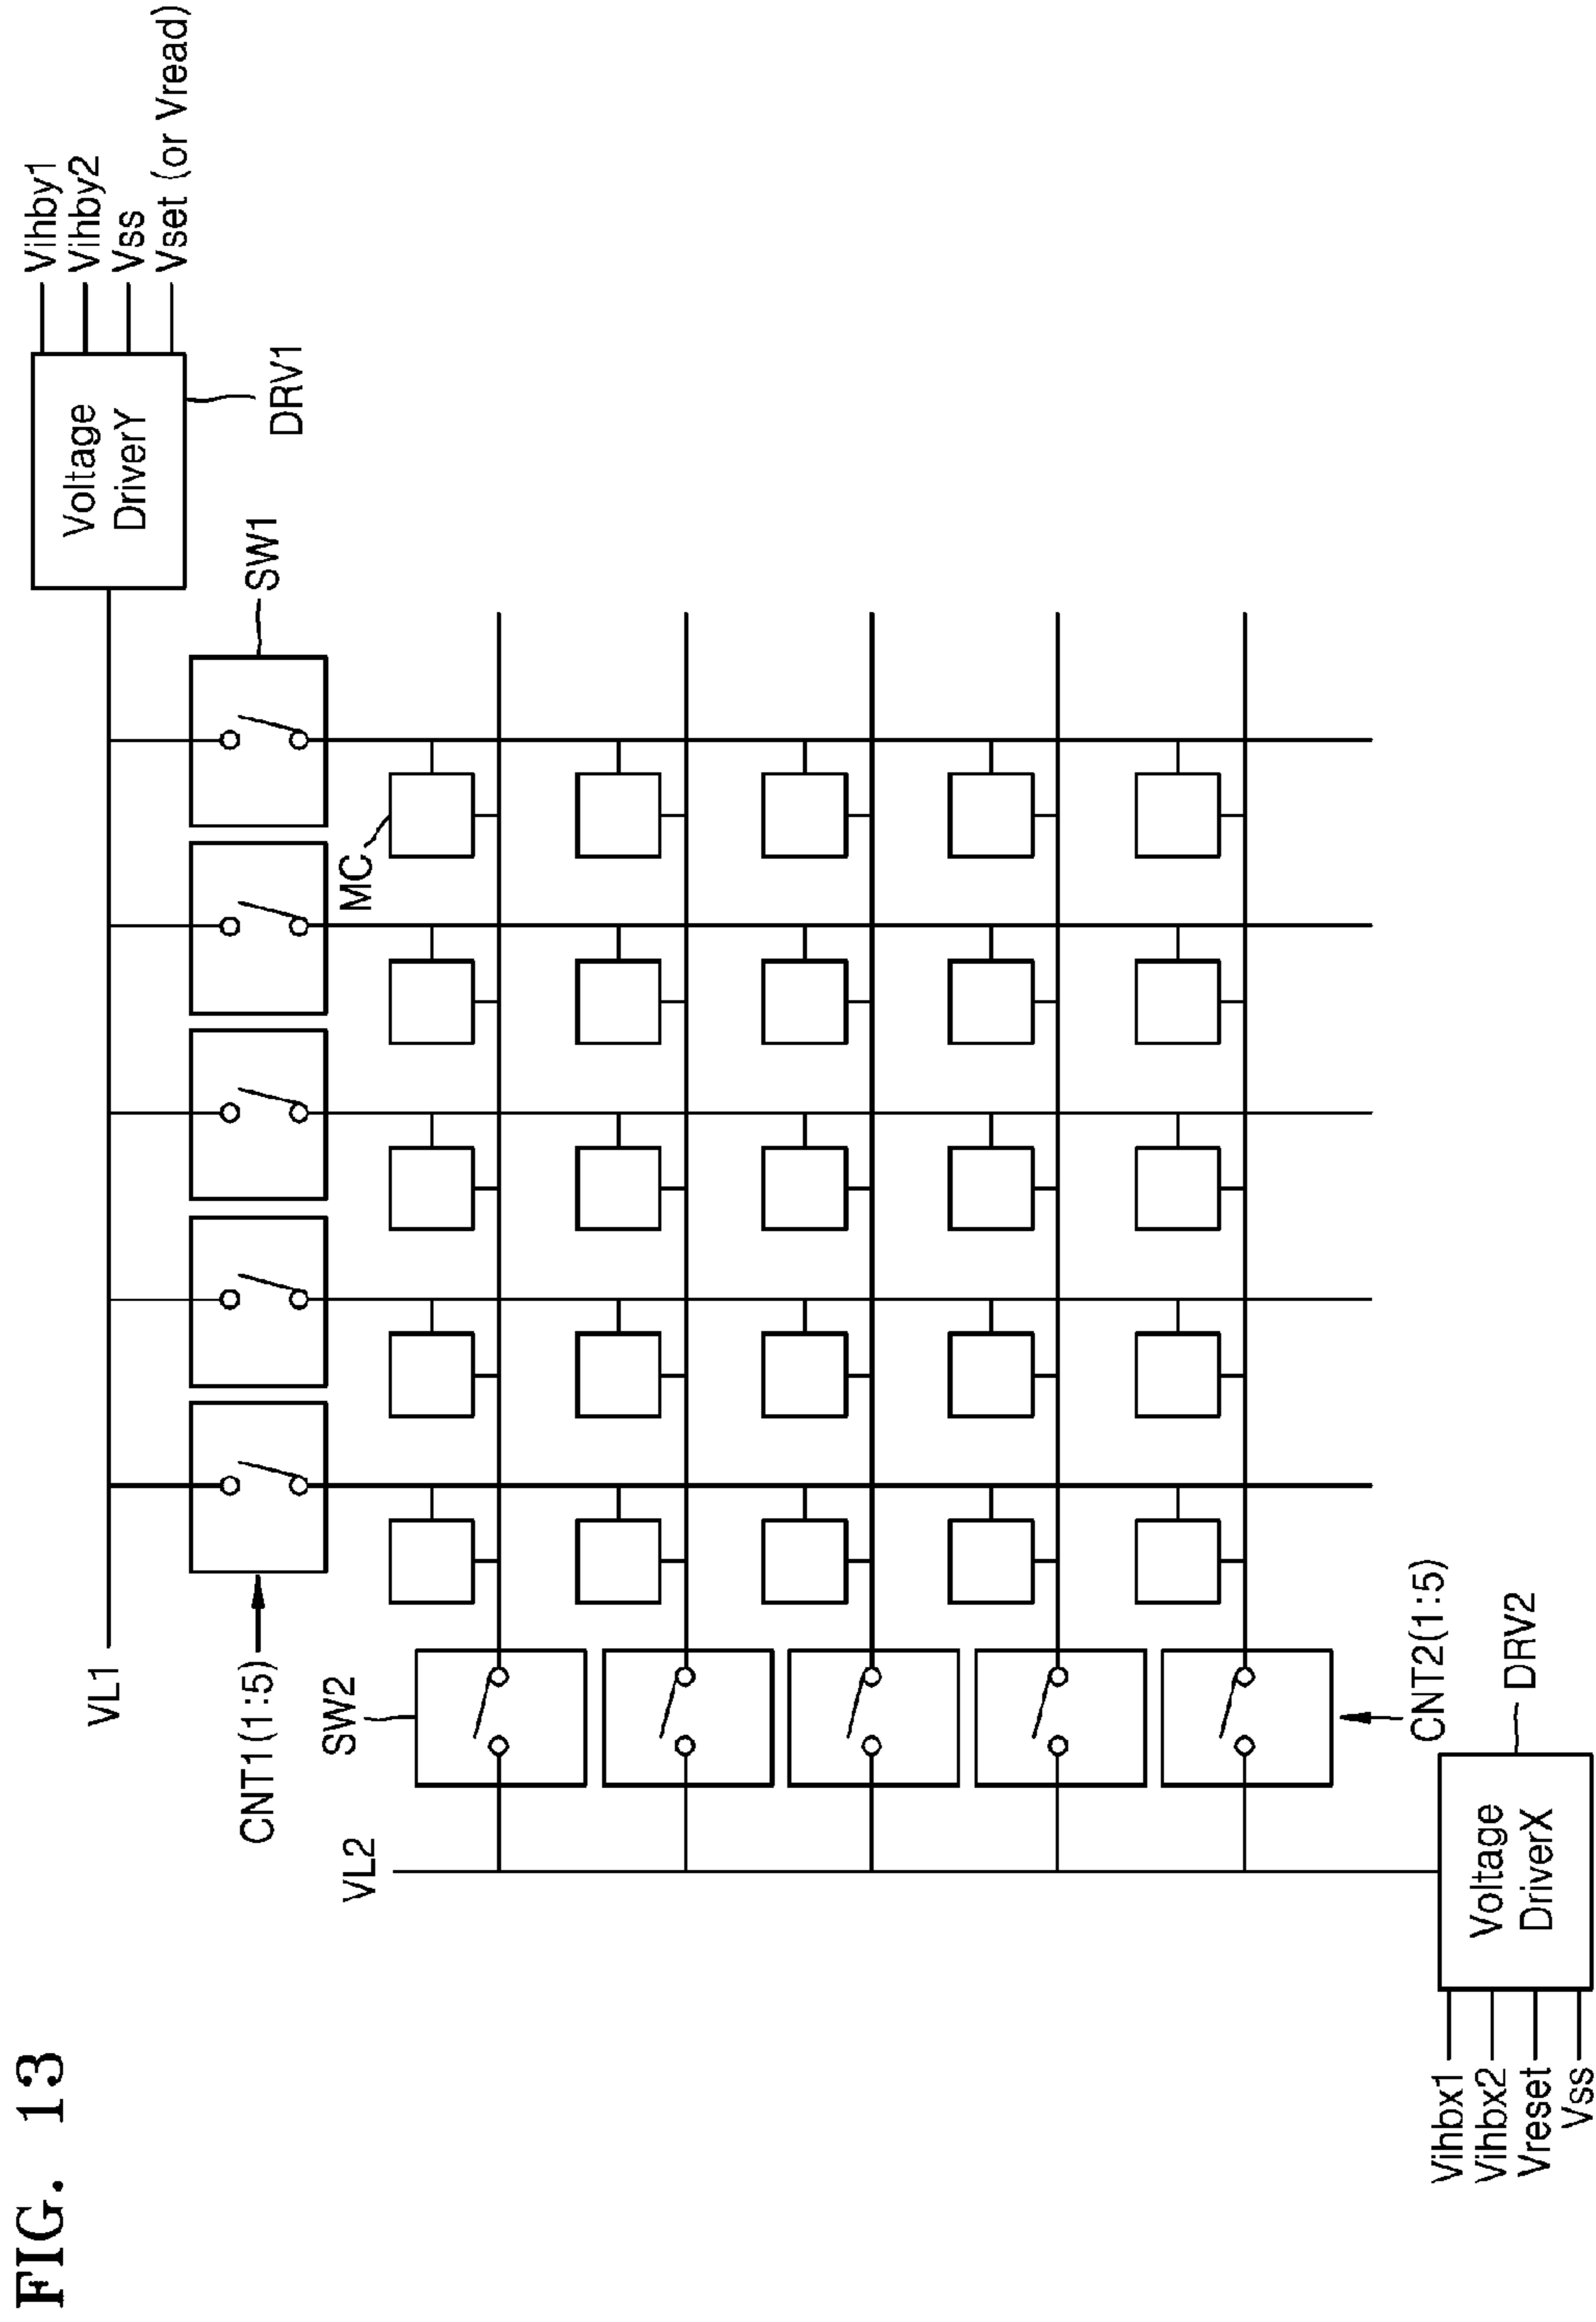 FIG. 13
VL1
Voltage
DriverY
Vihby1
Vihby2
Vss
Vset (or Vread)
DRV1
SW1
CNT1(1:5)
MC
SW2
VL2
CNT2(1:5)
DRV2
Voltage
DriverX
Vihbx1
Vihbx2
Vreset
Vss